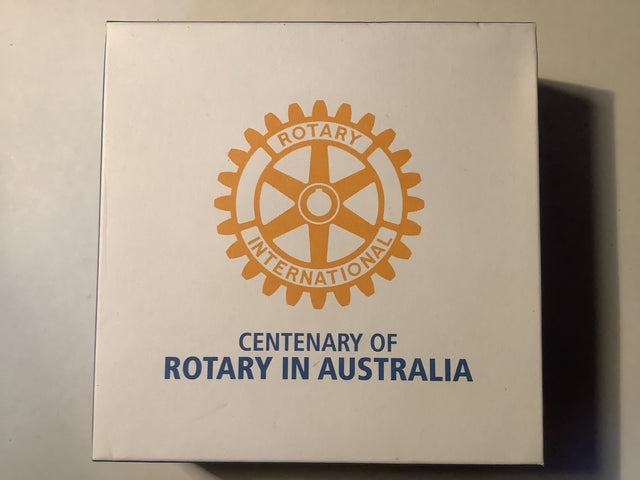 ROTARY
INTERNATIONAL
CENTENARY OF
ROTARY IN AUSTRALIA